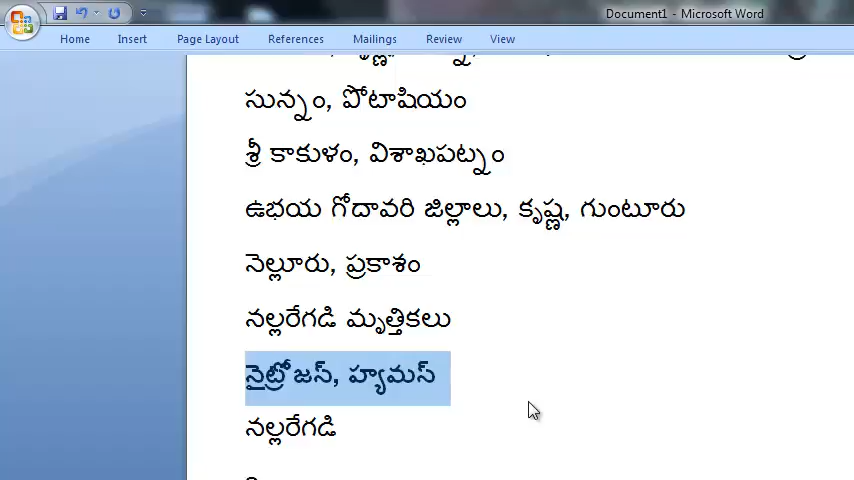 Document1 - Microsoft Word
Home Insert Page Layout References Mailings Review View
సున్నం, పోటాషియం
శ్రీ కాకుళం, విశాఖపట్నం
ఉభయ గోదావరి జిల్లాలు, కృష్ణ, గుంటూరు
నెల్లూరు, ప్రకాశం
నల్లరేగడి మృత్తికలు
నైట్రోజన్, హ్యూమస్
నల్లరేగడి